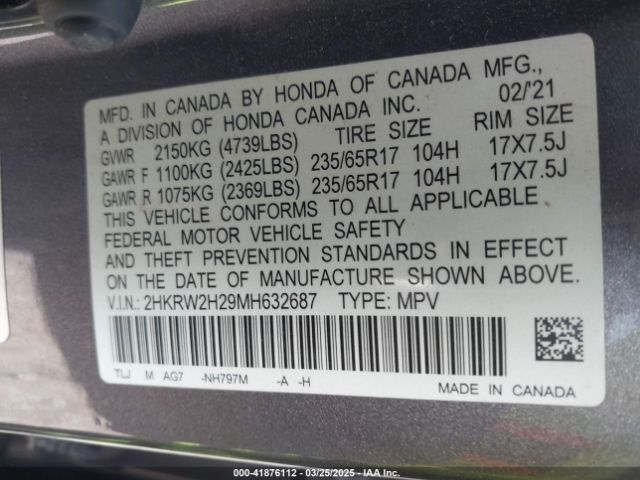 MFD. IN CANADA BY HONDA OF CANADA MFG.,
A DIVISION OF HONDA CANADA INC. 02/'21
GVWR 2150KG (4739LBS) TIRE SIZE RIM SIZE
GAWR F 1100KG (2425LBS) 235/65R17 104H 17X7.5J
GAWR R 1075KG (2369LBS) 235/65R17 104H 17X7.5J
THIS VEHICLE CONFORMS TO ALL APPLICABLE
FEDERAL MOTOR VEHICLE SAFETY
AND THEFT PREVENTION STANDARDS IN EFFECT
ON THE DATE OF MANUFACTURE SHOWN ABOVE.
V.I.N.: 2HKRW2H29MH632687 TYPE: MPV
TLJ M AG7 -NH797M -A -H
MADE IN CANADA
000-41876112 — 03/25/2025 — IAA Inc.